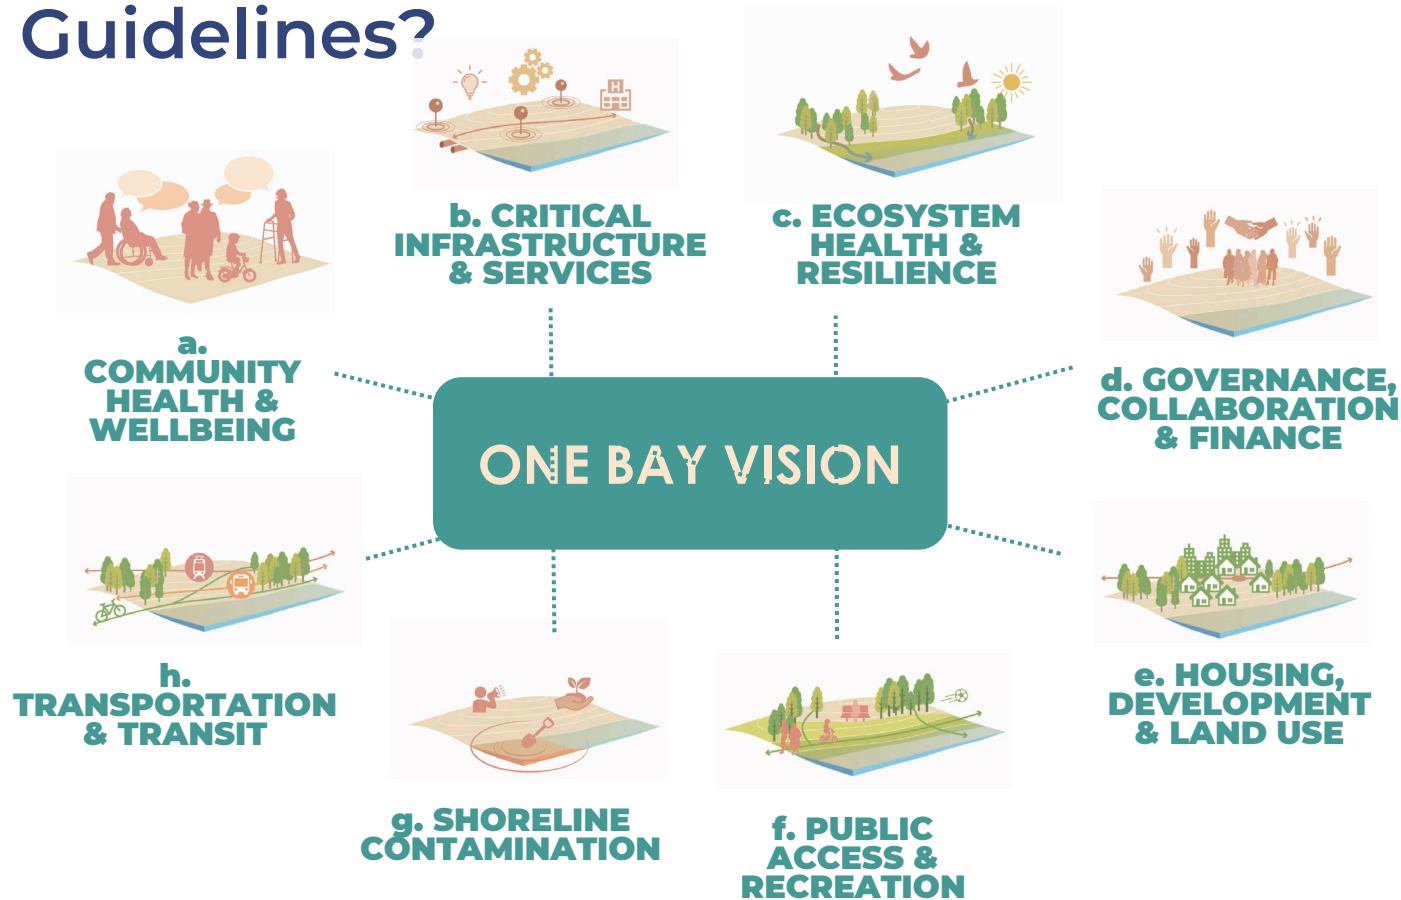 Guidelines?
a.
COMMUNITY
HEALTH &
WELLBEING
b. CRITICAL
INFRASTRUCTURE
& SERVICES
c. ECOSYSTEM
HEALTH &
RESILIENCE
d. GOVERNANCE,
COLLABORATION
& FINANCE
ONE BAY VISION
e. HOUSING,
DEVELOPMENT
& LAND USE
f. PUBLIC
ACCESS &
RECREATION
g. SHORELINE
CONTAMINATION
h.
TRANSPORTATION
& TRANSIT
H